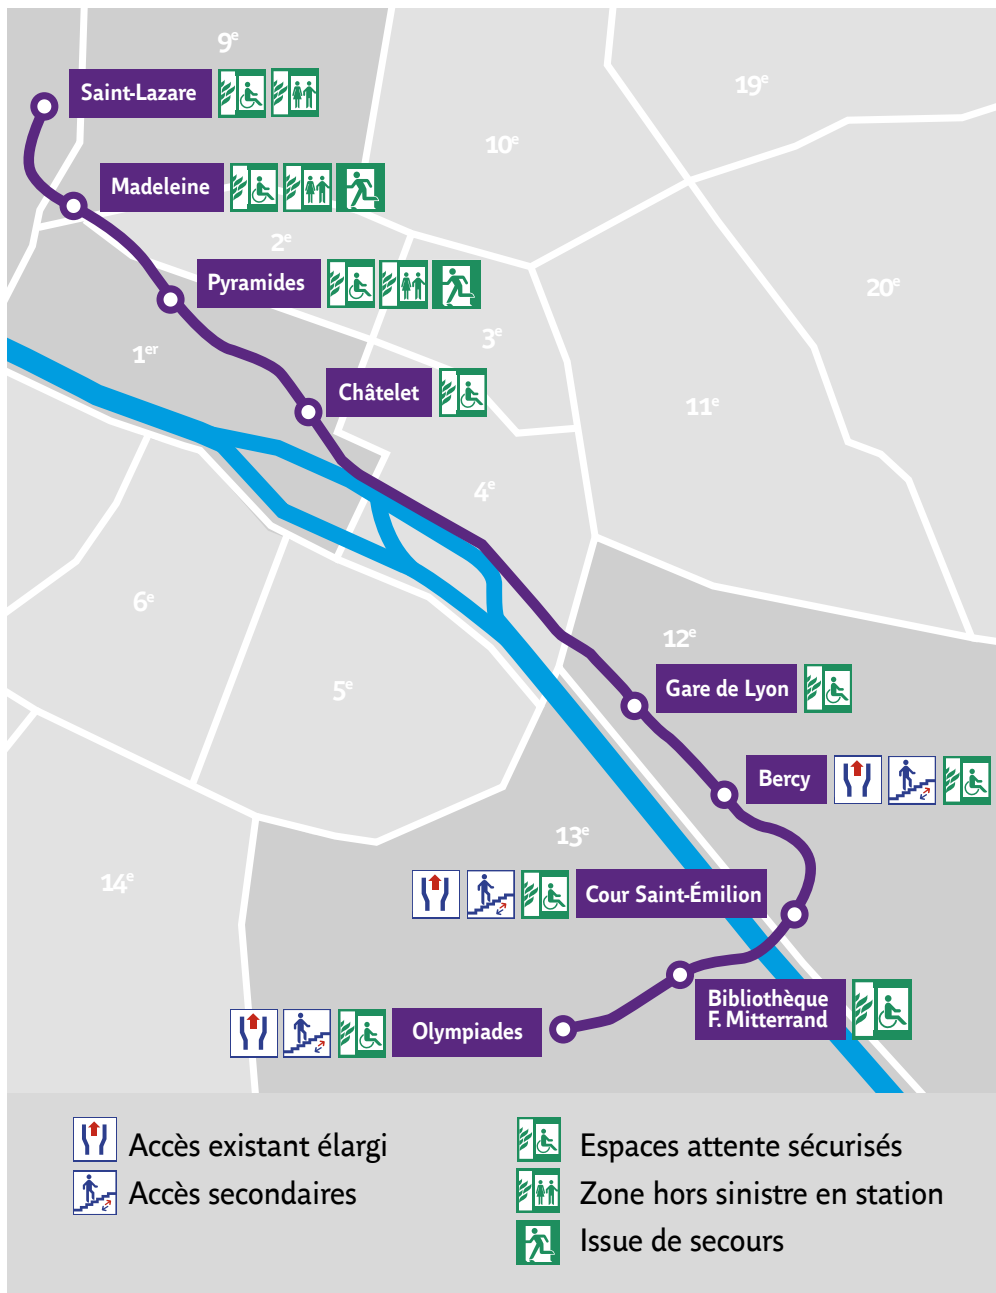 9e
19e
Saint-Lazare
10e
Madeleine
2e
Pyramides
20e
3e
1er
Châtelet
11e
4e
6e
12e
5e
Gare de Lyon
Bercy
13e
14e
Cour Saint-Émilion
Bibliothèque
F. Mitterrand
Olympiades
Accès existant élargi
Accès secondaires
Espaces attente sécurisés
Zone hors sinistre en station
Issue de secours